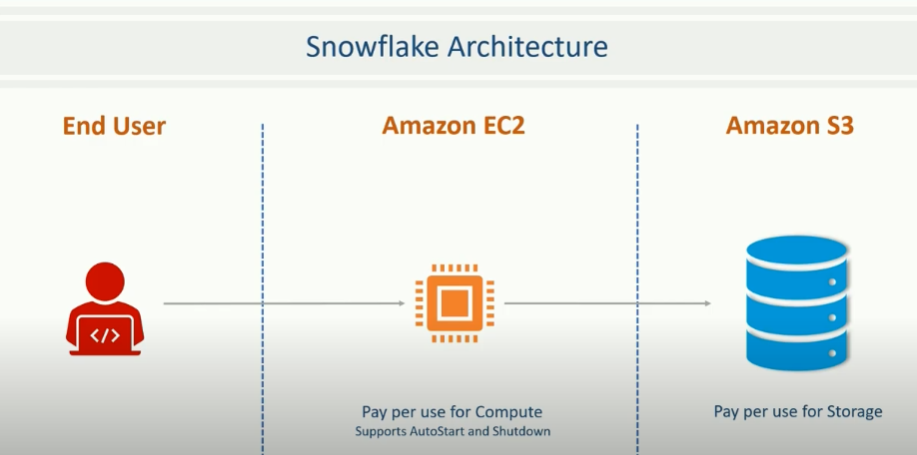 Snowflake Architecture
End User
Amazon EC2
Amazon S3
</>
Pay per use for Compute
Supports AutoStart and Shutdown
Pay per use for Storage